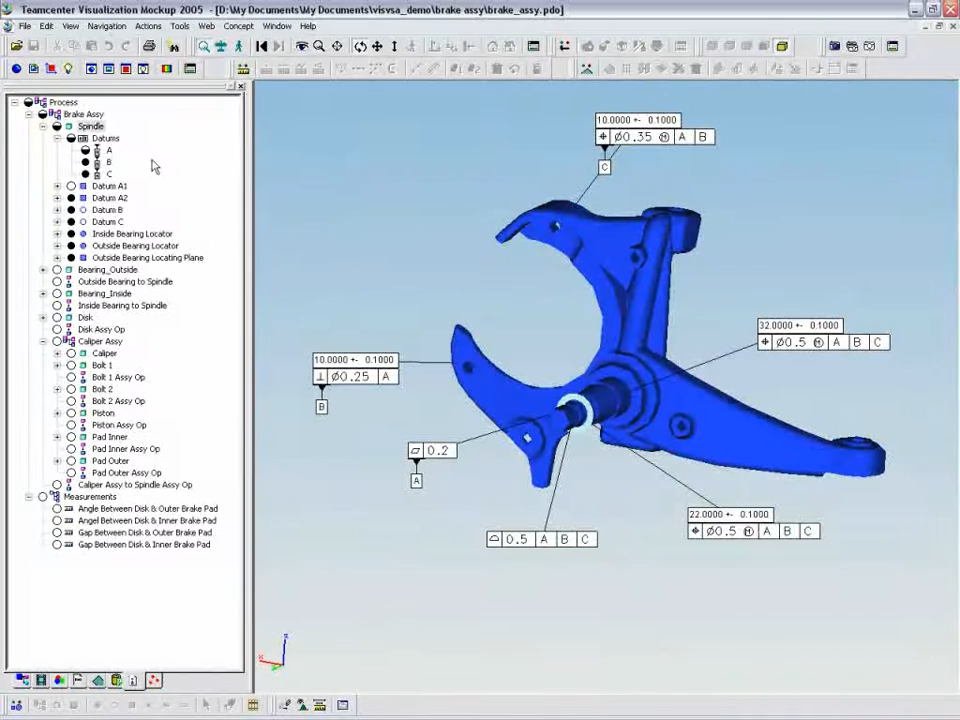 Teamcenter Visualization Mockup 2005 - [D:\My Documents\My Documents\visvsa_demo\brake assy\brake_assy.pdo]
File Edit View Navigation Actions Tools Web Concept Window Help
Process
Brake Assy
Spindle
Datums
A
B
C
Datum A1
Datum A2
Datum B
Datum C
Inside Bearing Locator
Outside Bearing Locator
Outside Bearing Locating Plane
Bearing_Outside
Outside Bearing to Spindle
Bearing_Inside
Inside Bearing to Spindle
Disk
Disk Assy Op
Caliper Assy
Caliper
Bolt 1
Bolt 1 Assy Op
Bolt 2
Bolt 2 Assy Op
Piston
Piston Assy Op
Pad Inner
Pad Inner Assy Op
Pad Outer
Pad Outer Assy Op
Caliper Assy to Spindle Assy Op
Measurements
Angle Between Disk & Outer Brake Pad
Angel Between Disk & Inner Brake Pad
Gap Between Disk & Outer Brake Pad
Gap Between Disk & Inner Brake Pad
10.0000 +- 0.1000
⌖ Ø0.35 Ⓜ A B
C
32.0000 +- 0.1000
⌖ Ø0.5 Ⓜ A B C
10.0000 +- 0.1000
⊥ Ø0.25 A
B
⏥ 0.2
A
⌓ 0.5 A B C
22.0000 +- 0.1000
⌖ Ø0.5 Ⓜ A B C